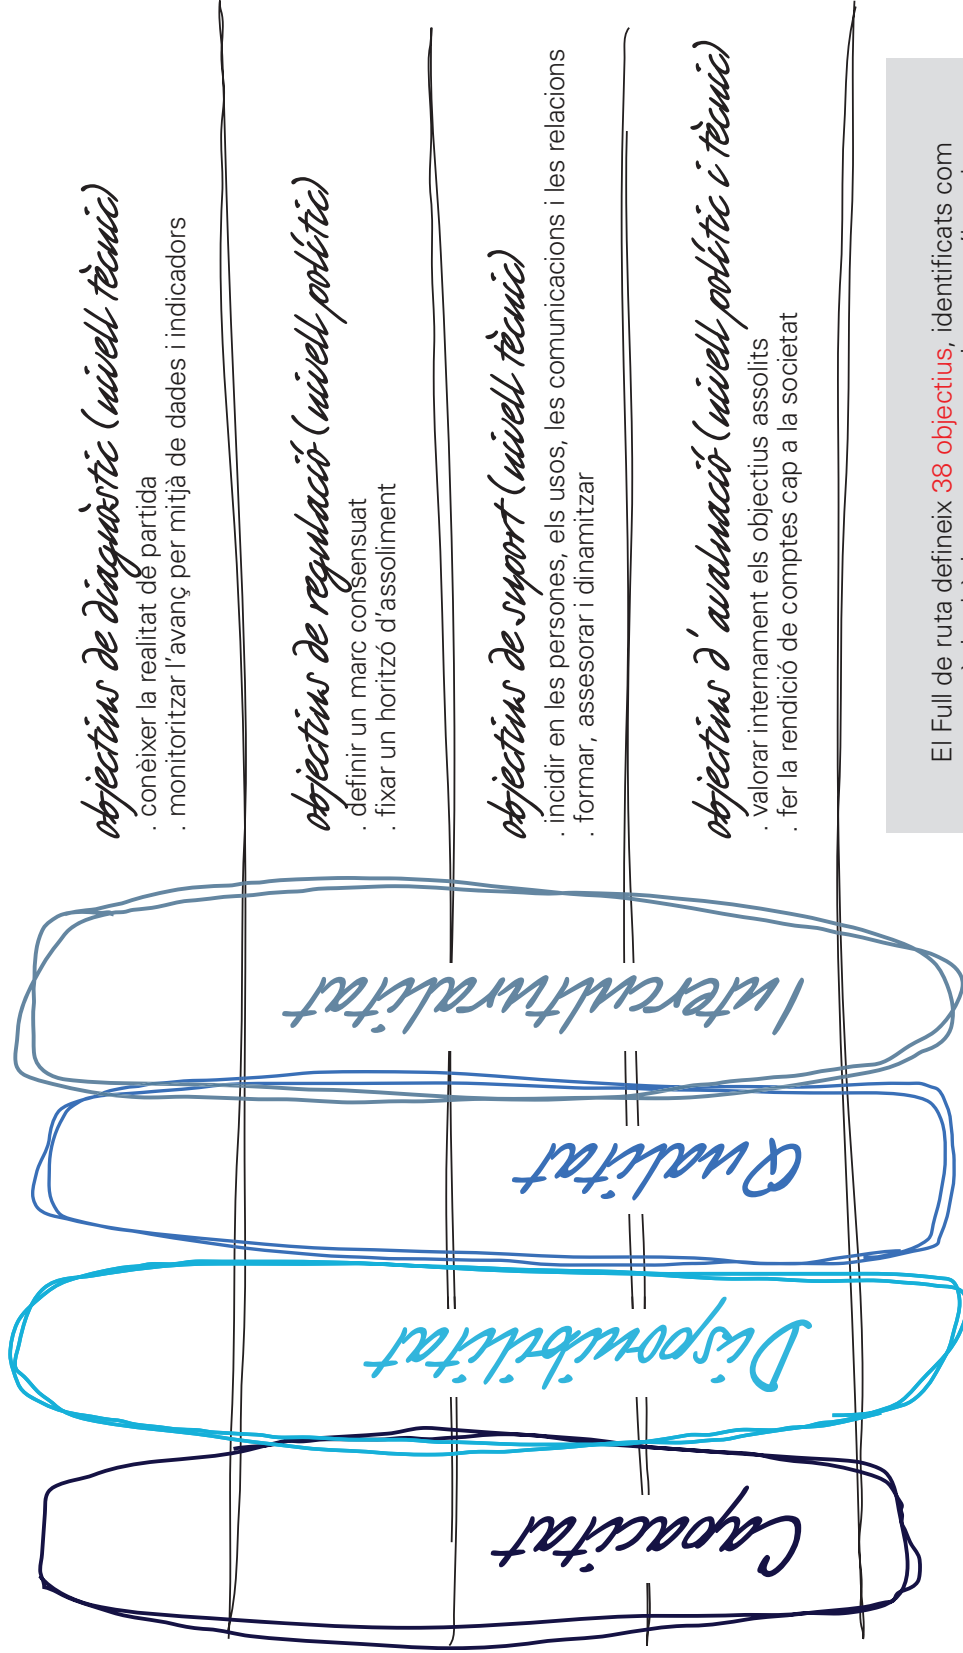 Capacitat
Disponibilitat
Qualitat
Interculturalitat
objectius de diagnòstic (nivell tècnic)
. conèixer la realitat de partida
. monitoritzar l'avanç per mitjà de dades i indicadors
objectius de regulació (nivell polític)
. definir un marc consensuat
. fixar un horitzó d'assoliment
objectius de suport (nivell tècnic)
. incidir en les persones, els usos, les comunicacions i les relacions
. formar, assesorar i dinamitzar
objectius d'avaluació (nivell polític i tècnic)
. valorar internament els objectius assolits
. fer la rendició de comptes cap a la societat
El Full de ruta defineix 38 objectius, identificats com